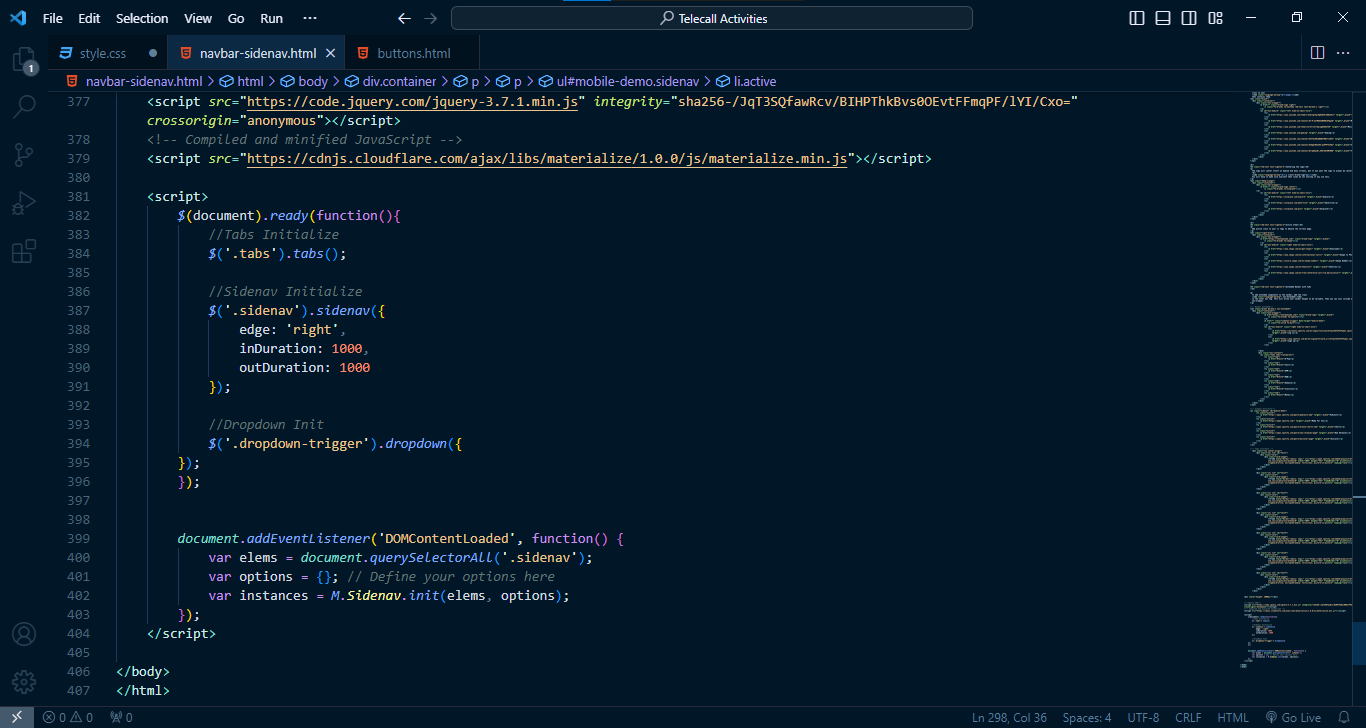 File Edit Selection View Go Run ··· Telecall Activities
style.css ● navbar-sidenav.html × buttons.html
navbar-sidenav.html > html > body > div.container > p > p > ul#mobile-demo.sidenav > li.active
1
377 <script src="https://code.jquery.com/jquery-3.7.1.min.js" integrity="sha256-/JqT3SQfawRcv/BIHPThkBvs0OEvtFFmqPF/lYI/Cxo="
crossorigin="anonymous"></script>
378 <!-- Compiled and minified JavaScript -->
379 <script src="https://cdnjs.cloudflare.com/ajax/libs/materialize/1.0.0/js/materialize.min.js"></script>
380
381 <script>
382 $(document).ready(function(){
383 //Tabs Initialize
384 $('.tabs').tabs();
385
386 //Sidenav Initialize
387 $('.sidenav').sidenav({
388 edge: 'right',
389 inDuration: 1000,
390 outDuration: 1000
391 });
392
393 //Dropdown Init
394 $('.dropdown-trigger').dropdown({
395 });
396 });
397
398
399 document.addEventListener('DOMContentLoaded', function() {
400 var elems = document.querySelectorAll('.sidenav');
401 var options = {}; // Define your options here
402 var instances = M.Sidenav.init(elems, options);
403 });
404 </script>
405
406 </body>
407 </html>
0 0 0 Ln 298, Col 36 Spaces: 4 UTF-8 CRLF HTML Go Live